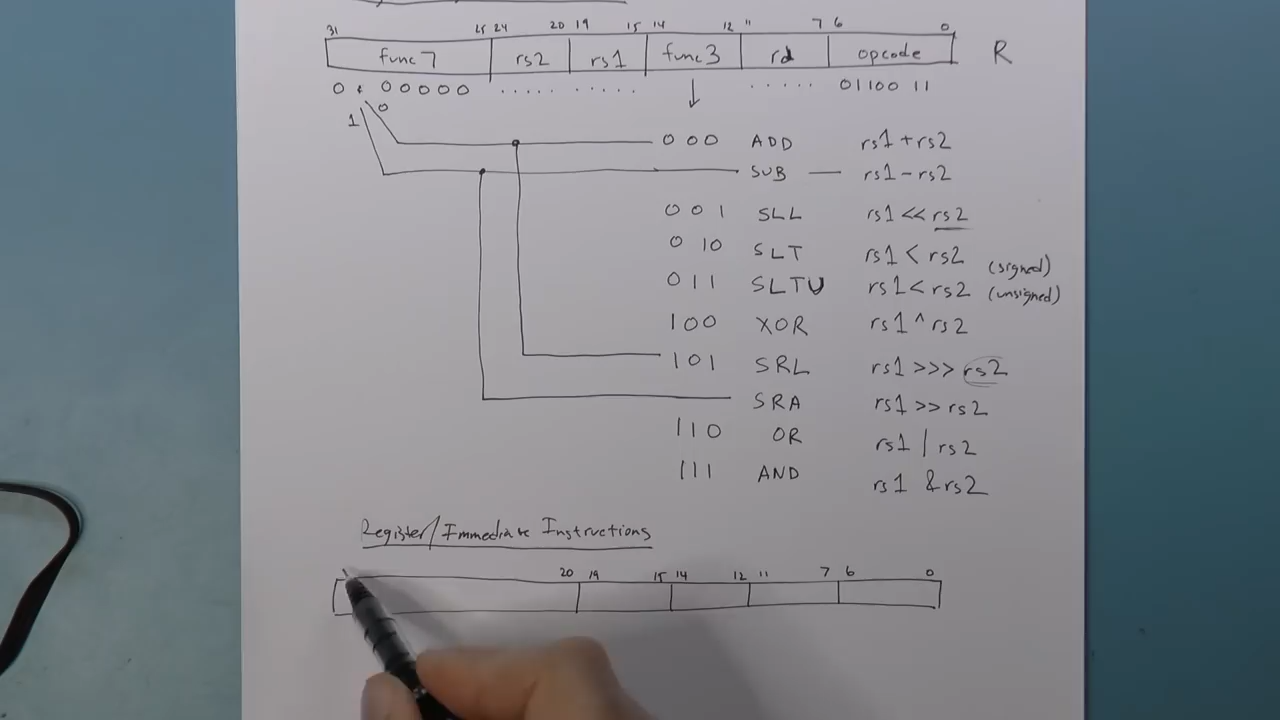 31 25 24 20 19 15 14 12 11 7 6 0
func7 rs2 rs1 func3 rd opcode R
0 · 00000 ..... ..... ..... 01100 11
1 0
000 ADD rs1+rs2
SUB — rs1-rs2
001 SLL rs1<<rs2
010 SLT rs1<rs2 (signed)
011 SLTU rs1<rs2 (unsigned)
100 XOR rs1^rs2
101 SRL rs1>>>rs2
SRA rs1>>rs2
110 OR rs1|rs2
111 AND rs1&rs2
Register/Immediate Instructions
20 19 15 14 12 11 7 6 0